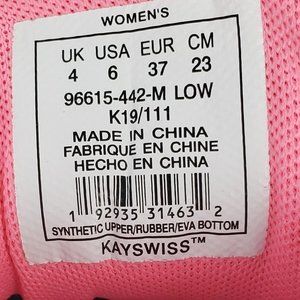 WOMEN'S
UK USA EUR CM
4 6 37 23
96615-442-M LOW
K19/111
MADE IN CHINA
FABRIQUE EN CHINE
HECHO EN CHINA
1 92935 31463 2
SYNTHETIC UPPER/RUBBER/EVA BOTTOM
KAYSWISS™